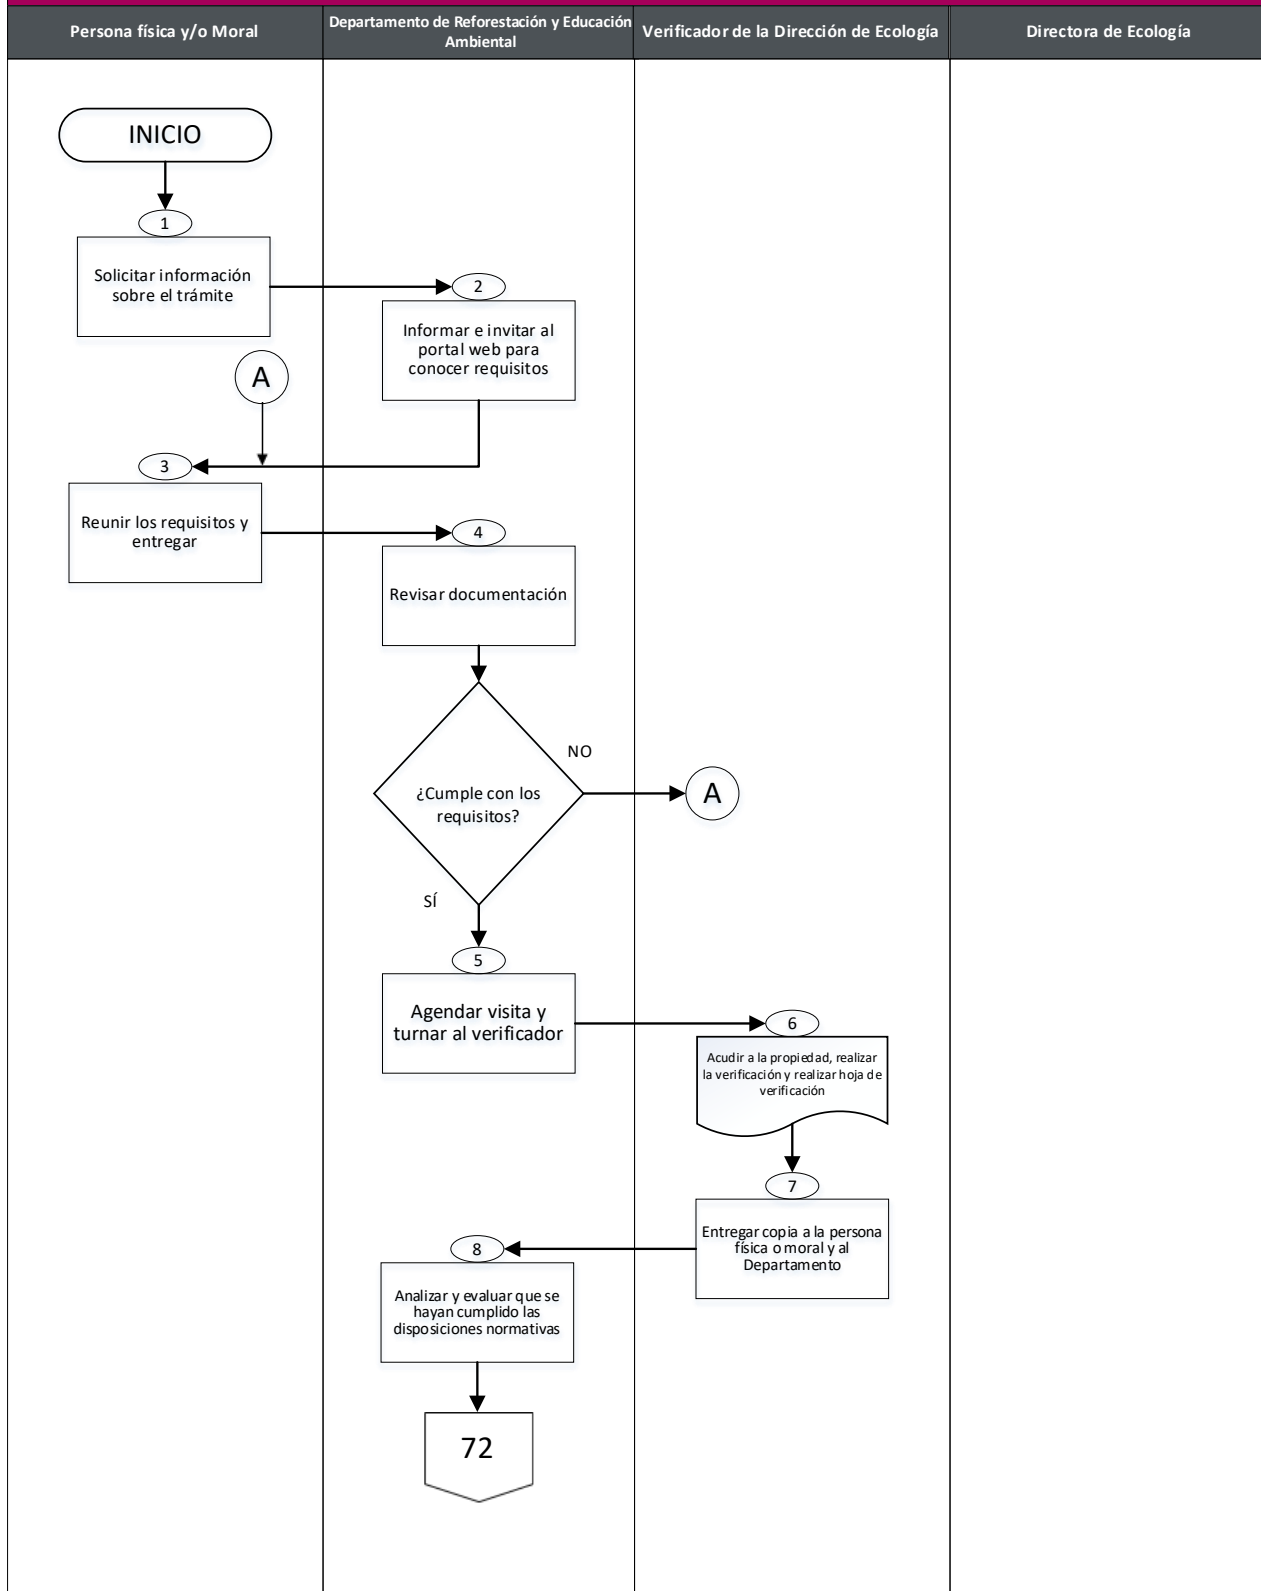 Persona física y/o Moral
Departamento de Reforestación y Educación
Ambiental
Verificador de la Dirección de Ecología
Directora de Ecología
INICIO
1
Solicitar información
sobre el trámite
2
Informar e invitar al
portal web para
conocer requisitos
A
3
Reunir los requisitos y
entregar
4
Revisar documentación
¿Cumple con los
requisitos?
NO
A
SÍ
5
Agendar visita y
turnar al verificador
6
Acudir a la propiedad, realizar
la verificación y realizar hoja de
verificación
7
Entregar copia a la persona
física o moral y al
Departamento
8
Analizar y evaluar que se
hayan cumplido las
disposiciones normativas
72